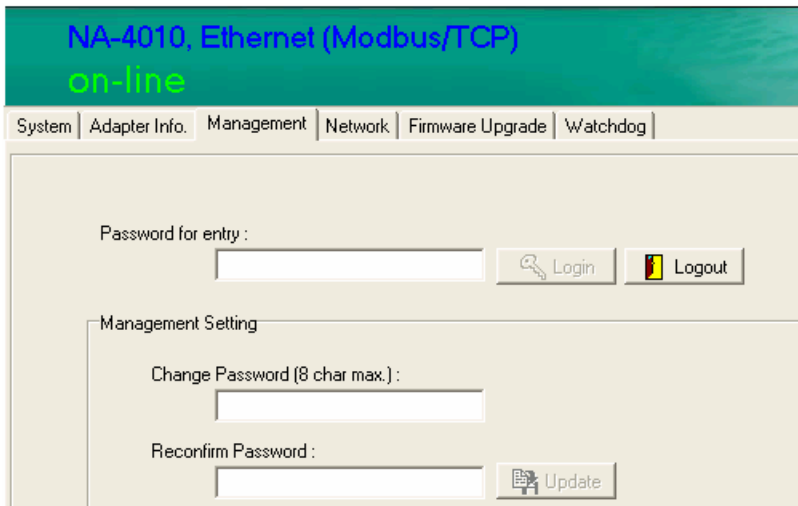 NA-4010, Ethernet (Modbus/TCP)
on-line
System Adapter Info. Management Network Firmware Upgrade Watchdog
Password for entry :
Login Logout
Management Setting
Change Password (8 char max.) :
Reconfirm Password :
Update